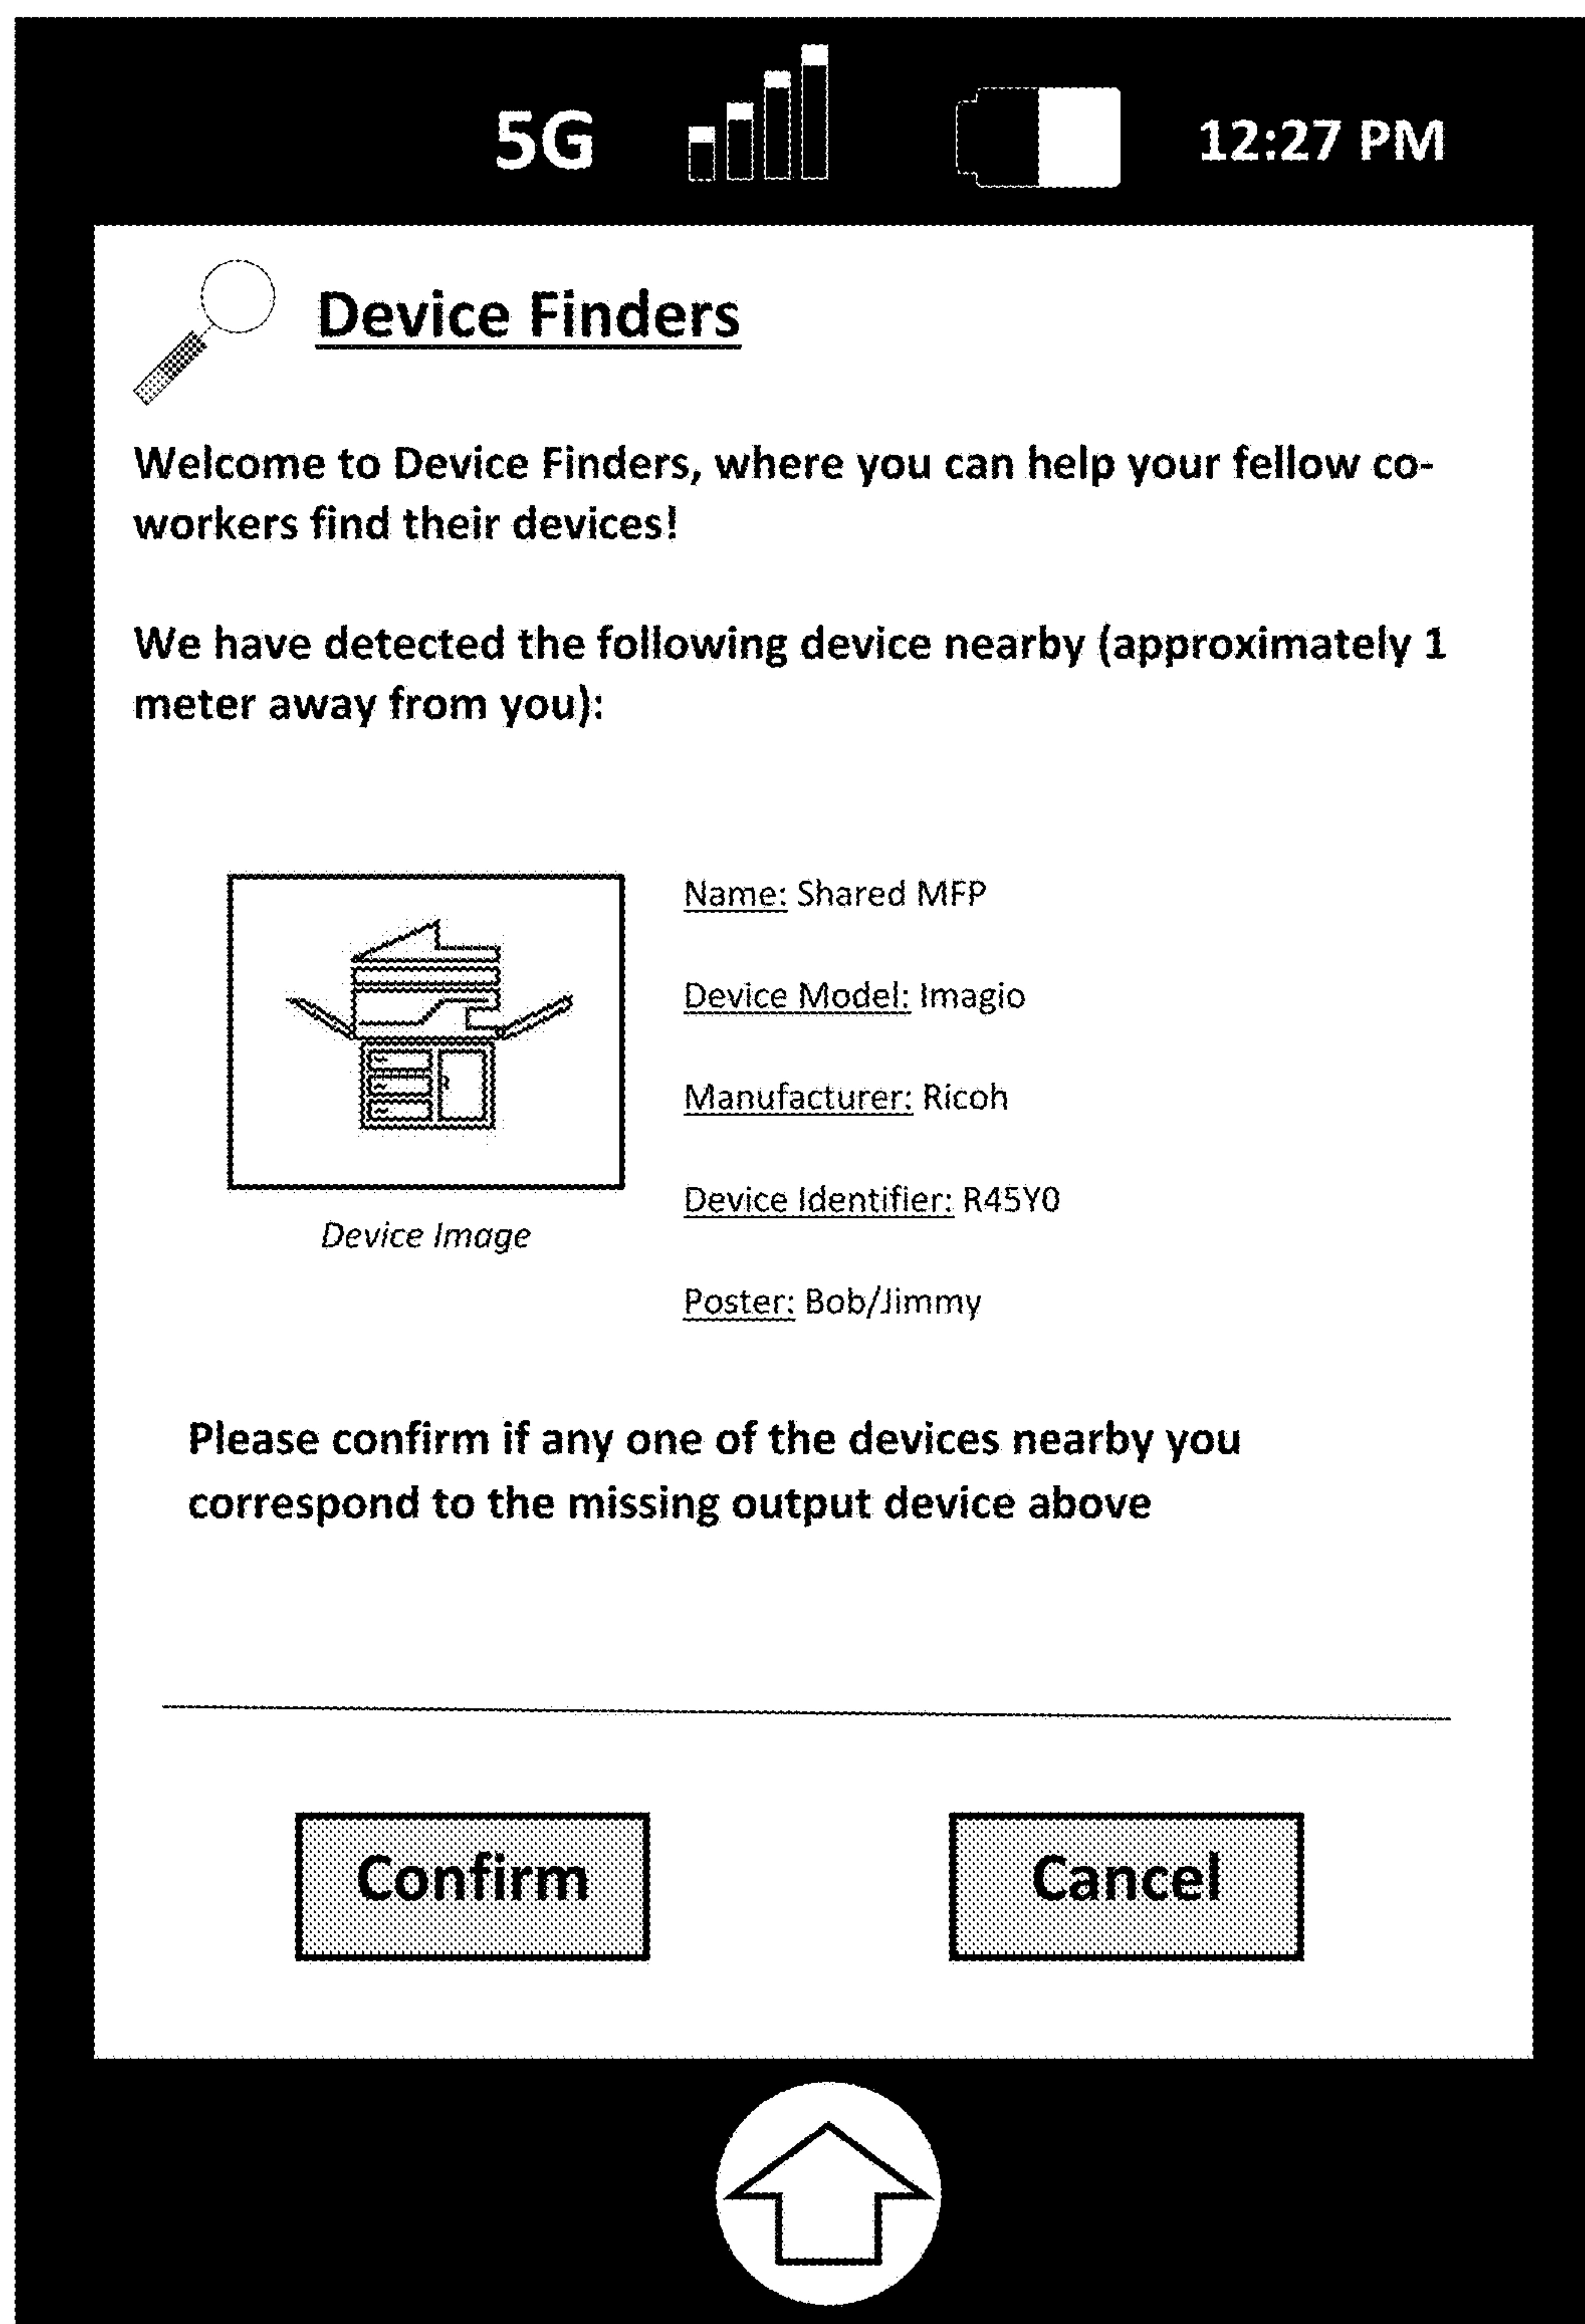 5G 12:27 PM
Device Finders
Welcome to Device Finders, where you can help your fellow co-
workers find their devices!
We have detected the following device nearby (approximately 1
meter away from you):
Name: Shared MFP
Device Model: Imagio
Manufacturer: Ricoh
Device Identifier: R45Y0
Device Image
Poster: Bob/Jimmy
Please confirm if any one of the devices nearby you
correspond to the missing output device above
Confirm Cancel